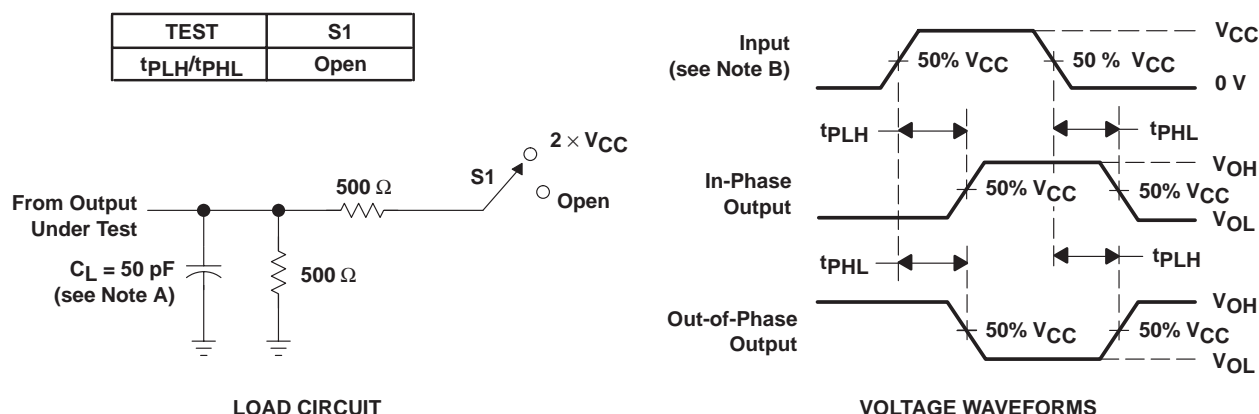 TEST S1
tPLH/tPHL Open
From Output
Under Test
CL = 50 pF
(see Note A)
500 Ω
500 Ω
S1
2 × VCC
Open
LOAD CIRCUIT
Input
(see Note B)
50% VCC
50 % VCC
VCC
0 V
tPLH
tPHL
In-Phase
Output
50% VCC
50% VCC
VOH
VOL
tPHL
tPLH
Out-of-Phase
Output
50% VCC
50% VCC
VOH
VOL
VOLTAGE WAVEFORMS